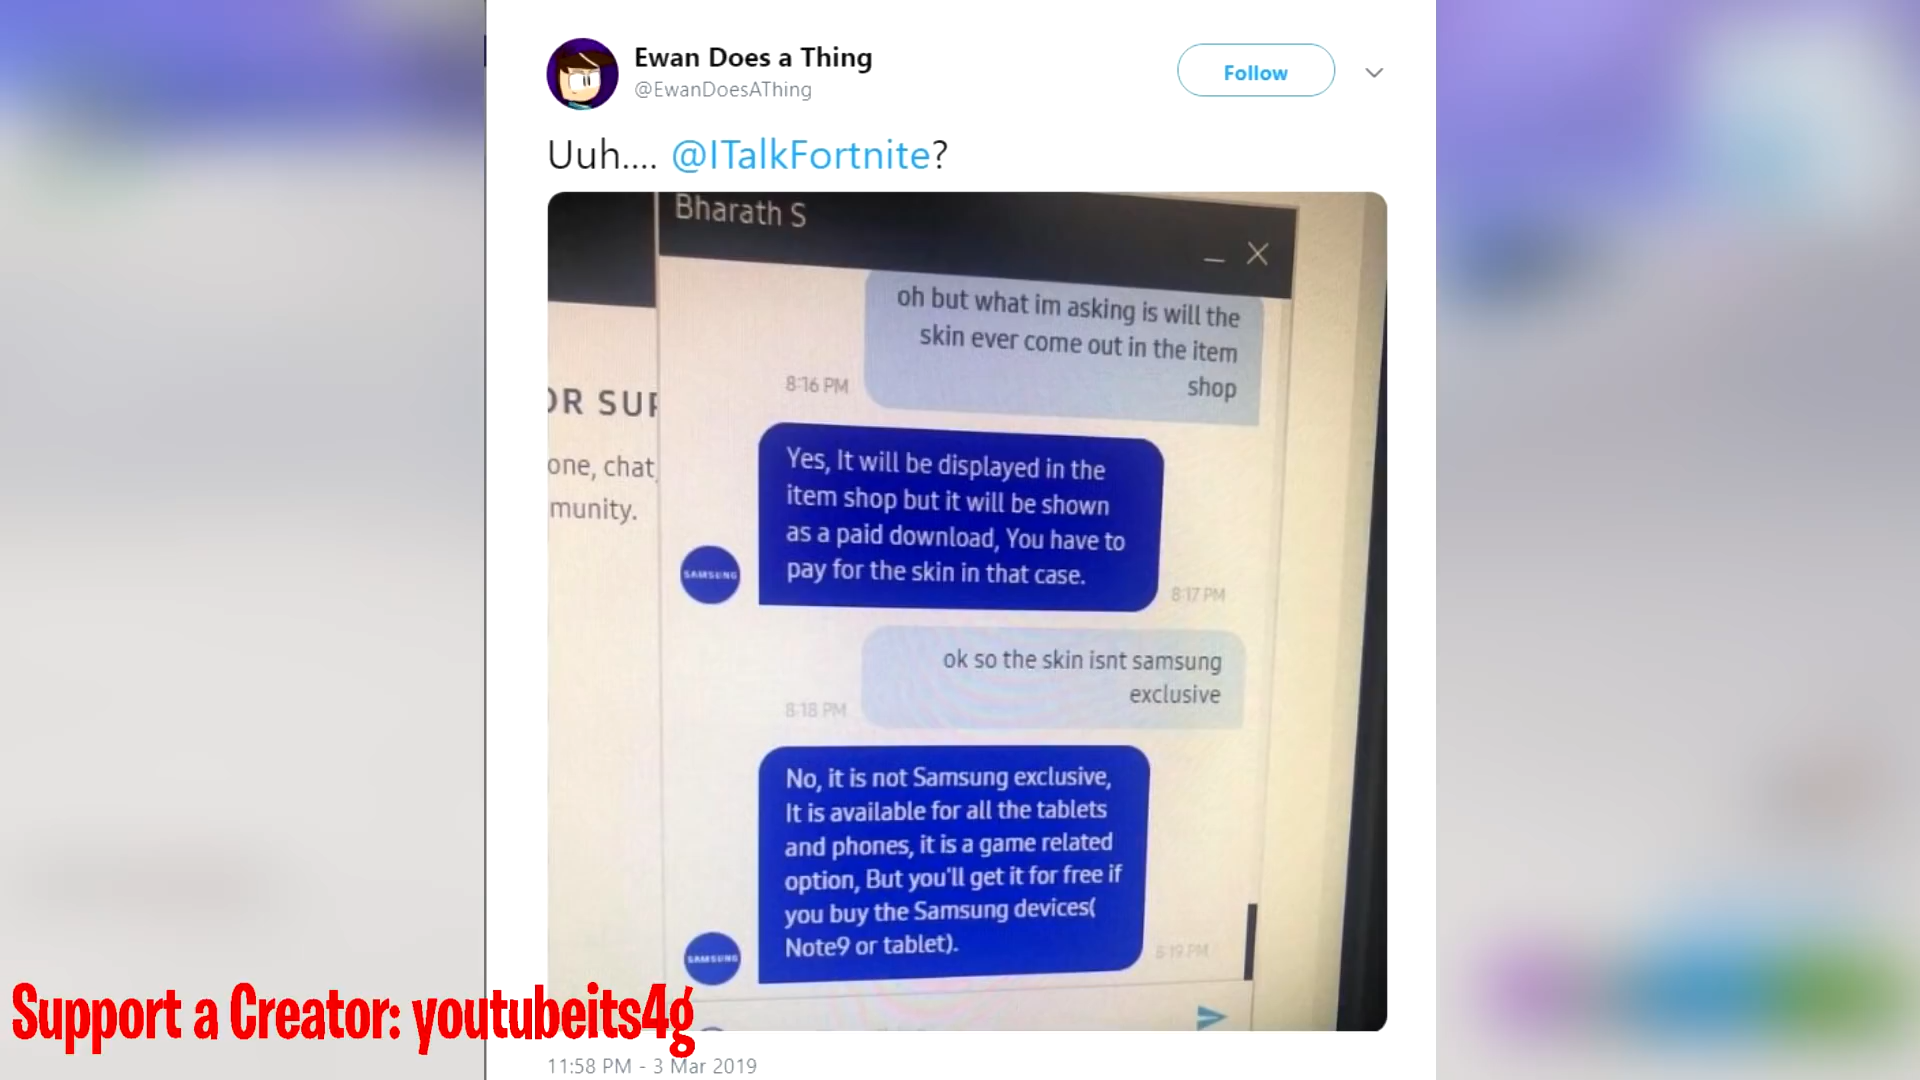 Ewan Does a Thing
@EwanDoesAThing
Follow
Uuh.... @ITalkFortnite?
Bharath S
oh but what im asking is will the
skin ever come out in the item
shop
8:16 PM
OR SUP
one, chat,
munity.
Yes, It will be displayed in the
item shop but it will be shown
as a paid download, You have to
pay for the skin in that case.
SAMSUNG
8:17 PM
ok so the skin isnt samsung
exclusive
8:18 PM
No, it is not Samsung exclusive,
It is available for all the tablets
and phones, it is a game related
option, But you'll get it for free if
you buy the Samsung devices(
Note9 or tablet).
SAMSUNG
8:19 PM
Support a Creator: youtubeits4g
11:58 PM - 3 Mar 2019